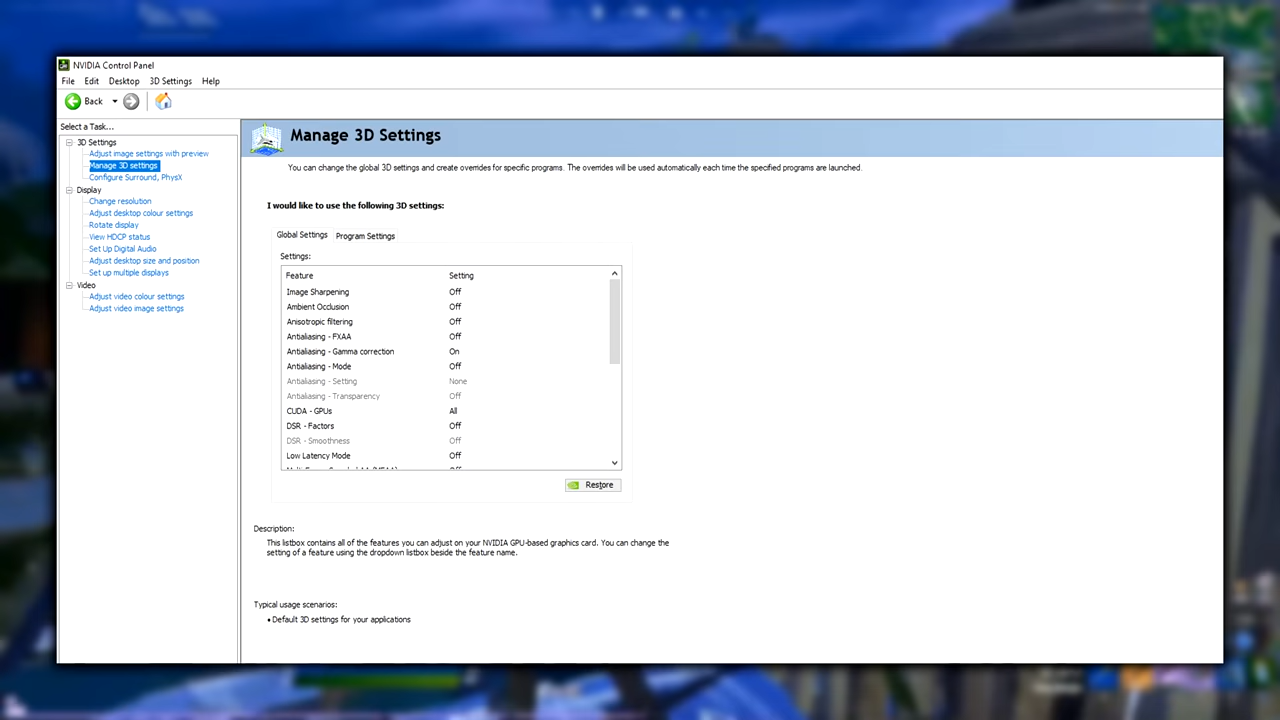 NVIDIA Control Panel
File Edit Desktop 3D Settings Help
Back
Select a Task...
3D Settings
Adjust image settings with preview
Manage 3D settings
Configure Surround, PhysX
Display
Change resolution
Adjust desktop colour settings
Rotate display
View HDCP status
Set Up Digital Audio
Adjust desktop size and position
Set up multiple displays
Video
Adjust video colour settings
Adjust video image settings
Manage 3D Settings
You can change the global 3D settings and create overrides for specific programs. The overrides will be used automatically each time the specified programs are launched.
I would like to use the following 3D settings:
Global Settings Program Settings
Settings:
Feature Setting
Image Sharpening Off
Ambient Occlusion Off
Anisotropic filtering Off
Antialiasing - FXAA Off
Antialiasing - Gamma correction On
Antialiasing - Mode Off
Antialiasing - Setting None
Antialiasing - Transparency Off
CUDA - GPUs All
DSR - Factors Off
DSR - Smoothness Off
Low Latency Mode Off
Restore
Description:
This listbox contains all of the features you can adjust on your NVIDIA GPU-based graphics card. You can change the
setting of a feature using the dropdown listbox beside the feature name.
Typical usage scenarios:
• Default 3D settings for your applications